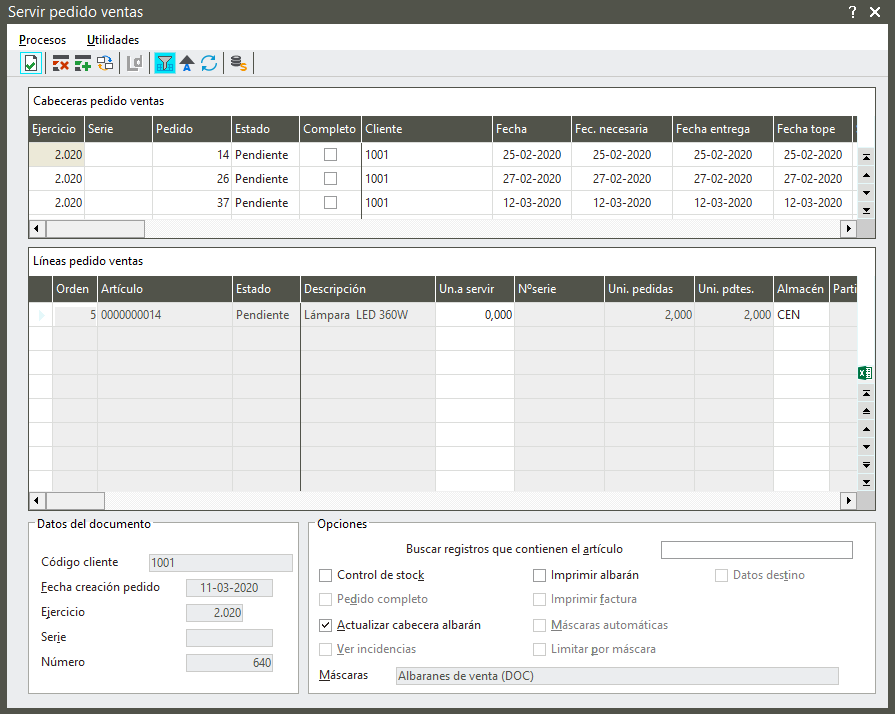 Servir pedido ventas ? ×
Procesos Utilidades
Cabeceras pedido ventas
Ejercicio Serie Pedido Estado Completo Cliente Fecha Fec. necesaria Fecha entrega Fecha tope
2.020 14 Pendiente 1001 25-02-2020 25-02-2020 25-02-2020 25-02-2020
2.020 26 Pendiente 1001 27-02-2020 27-02-2020 27-02-2020 27-02-2020
2.020 37 Pendiente 1001 12-03-2020 12-03-2020 12-03-2020 12-03-2020
Líneas pedido ventas
Orden Artículo Estado Descripción Un.a servir Nºserie Uni. pedidas Uni. pdtes. Almacén Parti
5 0000000014 Pendiente Lámpara LED 360W 0,000 2,000 2,000 CEN
Datos del documento
Código cliente 1001
Fecha creación pedido 11-03-2020
Ejercicio 2.020
Serie
Número 640
Opciones
Buscar registros que contienen el artículo
Control de stock Imprimir albarán Datos destino
Pedido completo Imprimir factura
Actualizar cabecera albarán Máscaras automáticas
Ver incidencias Limitar por máscara
Máscaras Albaranes de venta (DOC)